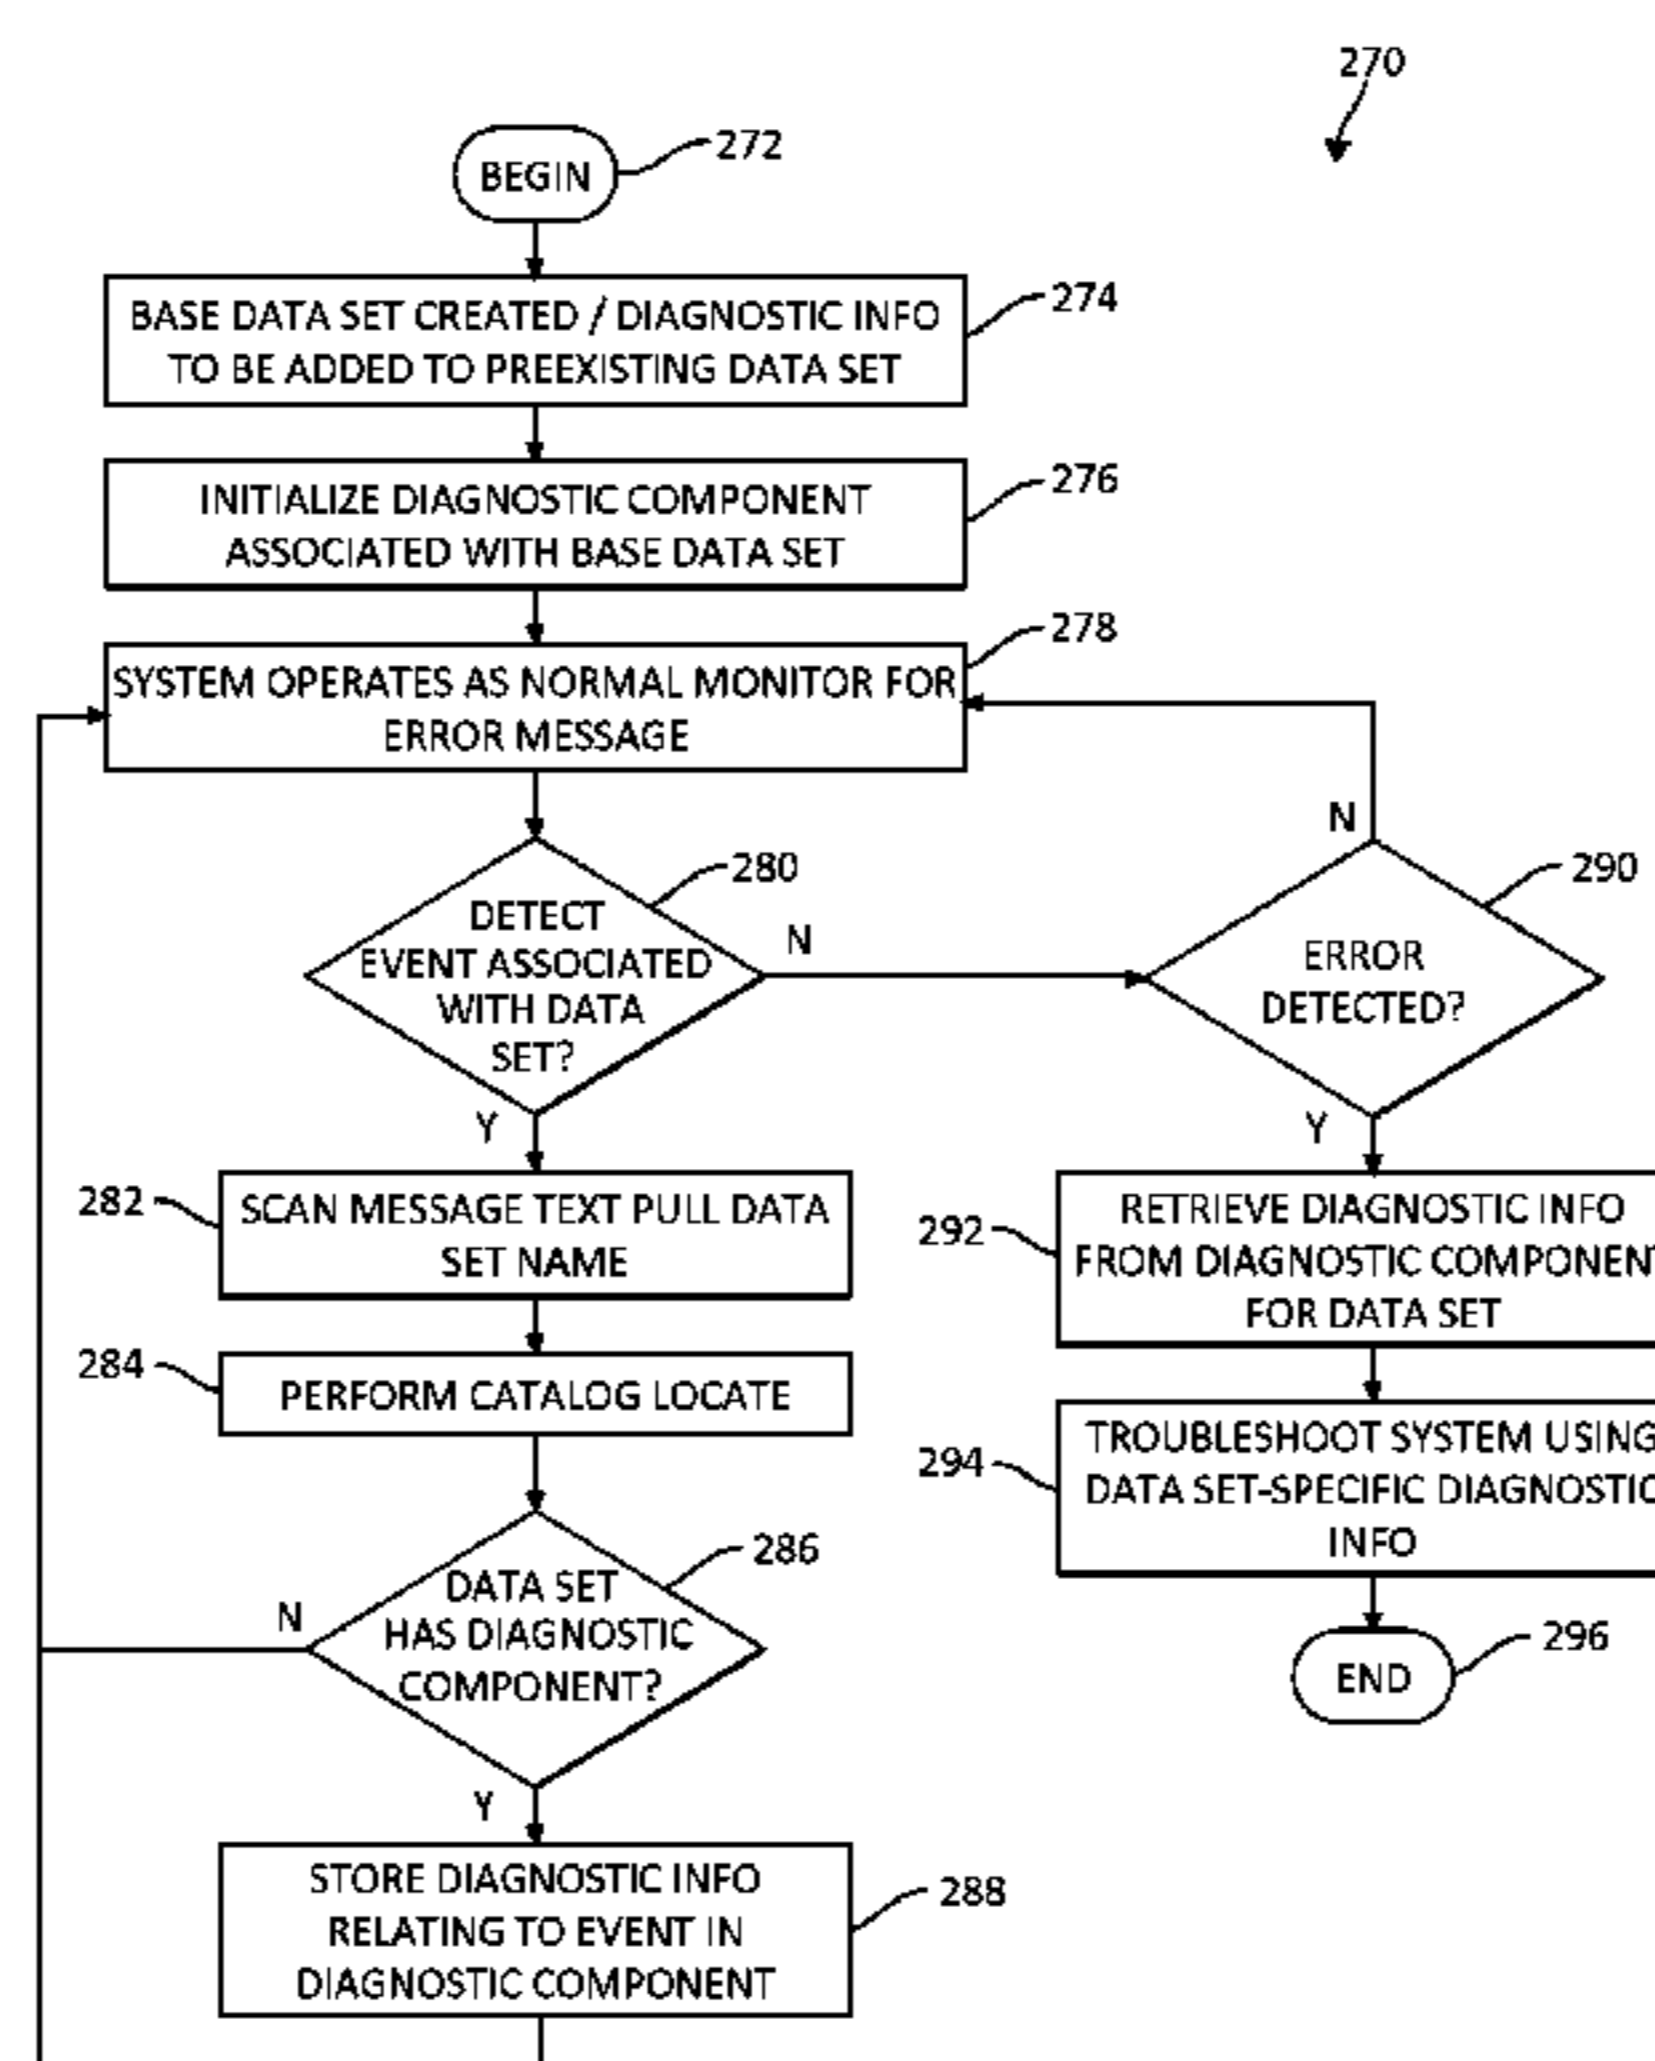 270
BEGIN
272
BASE DATA SET CREATED / DIAGNOSTIC INFO
TO BE ADDED TO PREEXISTING DATA SET
274
INITIALIZE DIAGNOSTIC COMPONENT
ASSOCIATED WITH BASE DATA SET
276
SYSTEM OPERATES AS NORMAL MONITOR FOR
ERROR MESSAGE
278
DETECT
EVENT ASSOCIATED
WITH DATA
SET?
280
N
Y
ERROR
DETECTED?
290
N
Y
282
SCAN MESSAGE TEXT PULL DATA
SET NAME
284
PERFORM CATALOG LOCATE
DATA SET
HAS DIAGNOSTIC
COMPONENT?
286
N
Y
STORE DIAGNOSTIC INFO
RELATING TO EVENT IN
DIAGNOSTIC COMPONENT
288
292
RETRIEVE DIAGNOSTIC INFO
FROM DIAGNOSTIC COMPONENT
FOR DATA SET
294
TROUBLESHOOT SYSTEM USING
DATA SET-SPECIFIC DIAGNOSTIC
INFO
END
296